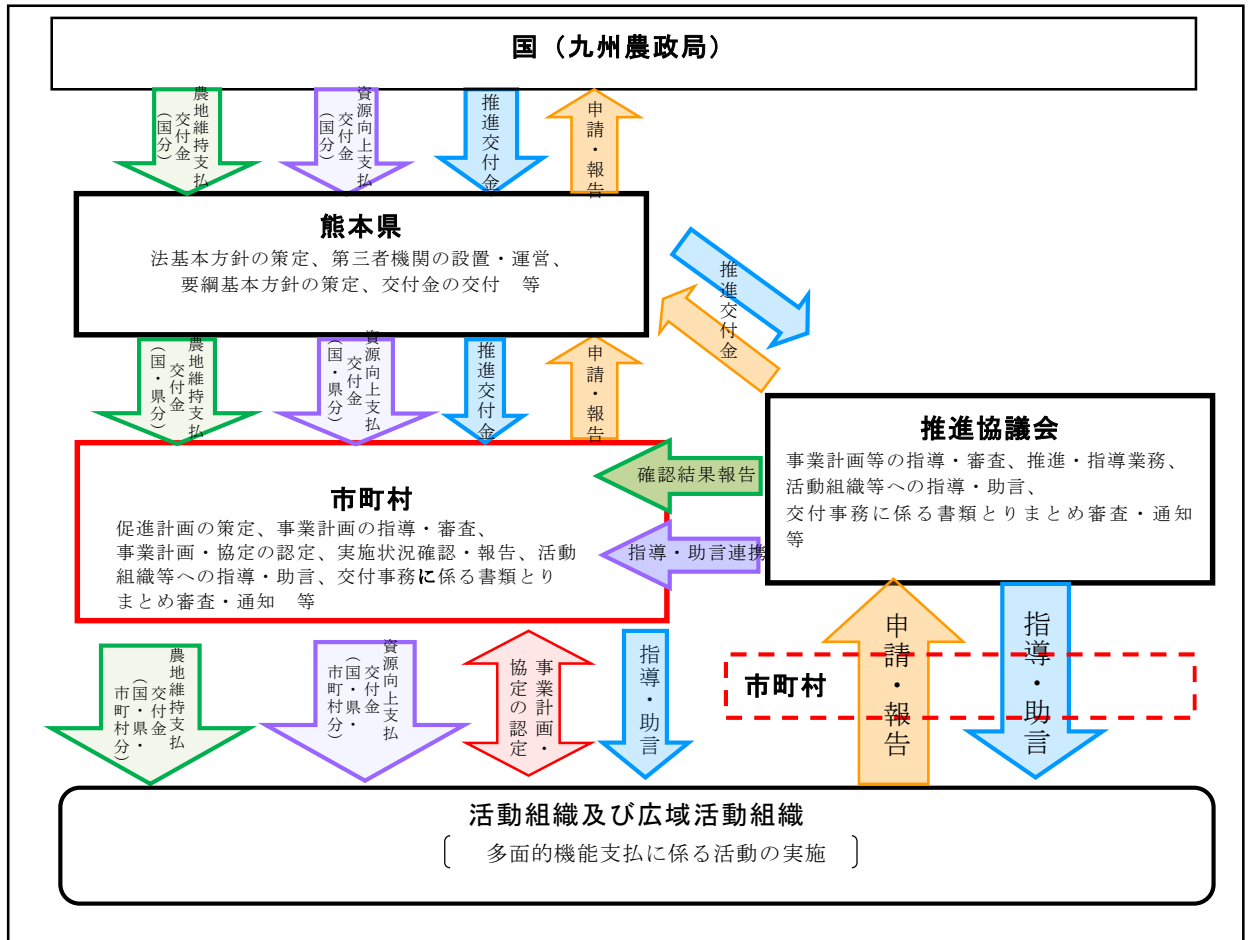 国（九州農政局）
農地維持支払
交付金
(国分)
資源向上支払
交付金
(国分)
推進交付金
申請・報告
熊本県
法基本方針の策定、第三者機関の設置・運営、
要綱基本方針の策定、交付金の交付　等
推進交付金
農地維持支払
交付金
(国・県分)
資源向上支払
交付金
(国・県分)
推進交付金
申請・報告
推進協議会
事業計画等の指導・審査、推進・指導業務、
活動組織等への指導・助言、
交付事務に係る書類とりまとめ審査・通知
等
確認結果報告
指導・助言連携
市町村
促進計画の策定、事業計画の指導・審査、
事業計画・協定の認定、実施状況確認・報告、活動
組織等への指導・助言、交付事務に係る書類とり
まとめ審査・通知　等
農地維持支払
交付金
(国・県・
市町村分)
資源向上支払
交付金
(国・県・
市町村分)
事業計画・
協定の認定
指導・助言
市町村
申請・報告
指導・助言
活動組織及び広域活動組織
〔　多面的機能支払に係る活動の実施　〕